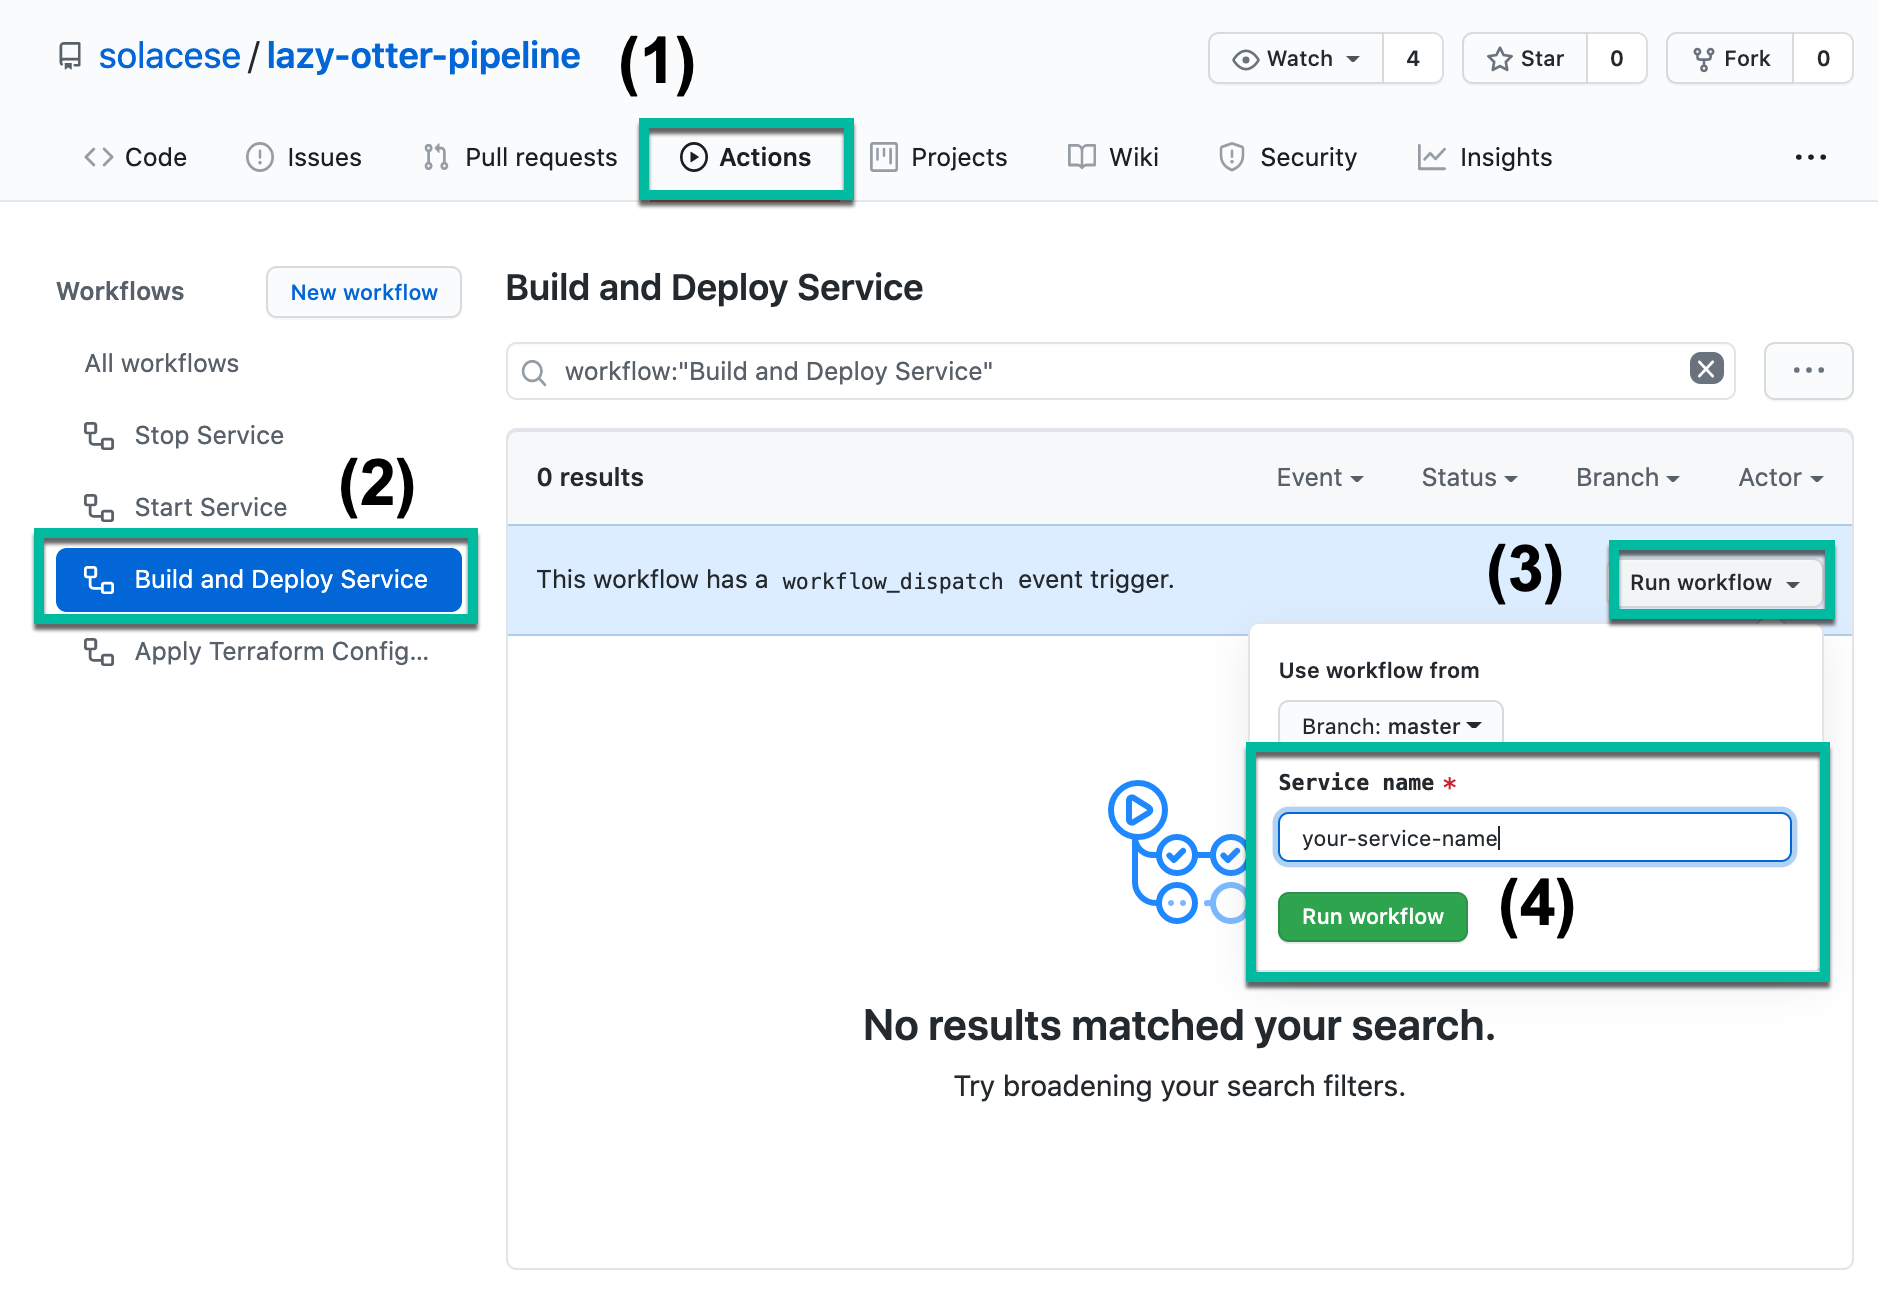 solacese / lazy-otter-pipeline (1)
Watch 4 Star 0 Fork 0
Code Issues Pull requests Actions Projects Wiki Security Insights ...
Workflows New workflow
All workflows
Stop Service
Start Service
(2)
Build and Deploy Service
Apply Terraform Config...
Build and Deploy Service
workflow:"Build and Deploy Service"
...
0 results Event Status Branch Actor
This workflow has a workflow_dispatch event trigger. (3) Run workflow
Use workflow from
Branch: master
Service name *
your-service-name
Run workflow (4)
No results matched your search.
Try broadening your search filters.